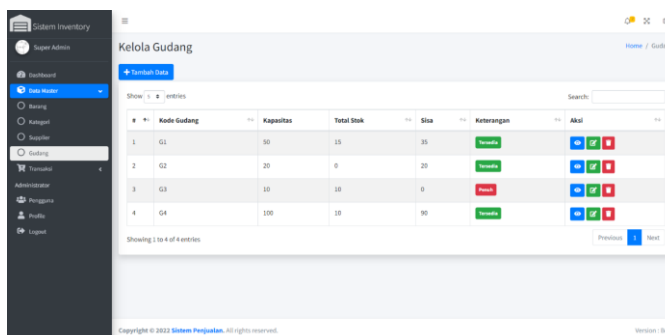 Sistem Inventory
Super Admin
Dashboard
Data Master
Barang
Kategori
Supplier
Gudang
Transaksi
Administrator
Pengguna
Profile
Logout
Kelola Gudang
Home / Guda
+ Tambah Data
Show entries
Search:
# Kode Gudang Kapasitas Total Stok Sisa Keterangan Aksi
1 G1 50 15 35 Tersedia
2 G2 20 0 20 Tersedia
3 G3 10 10 0 Penuh
4 G4 100 10 90 Tersedia
Showing 1 to 4 of 4 entries
Previous 1 Next
Copyright © 2022 Sistem Penjualan. All rights reserved.
Version :